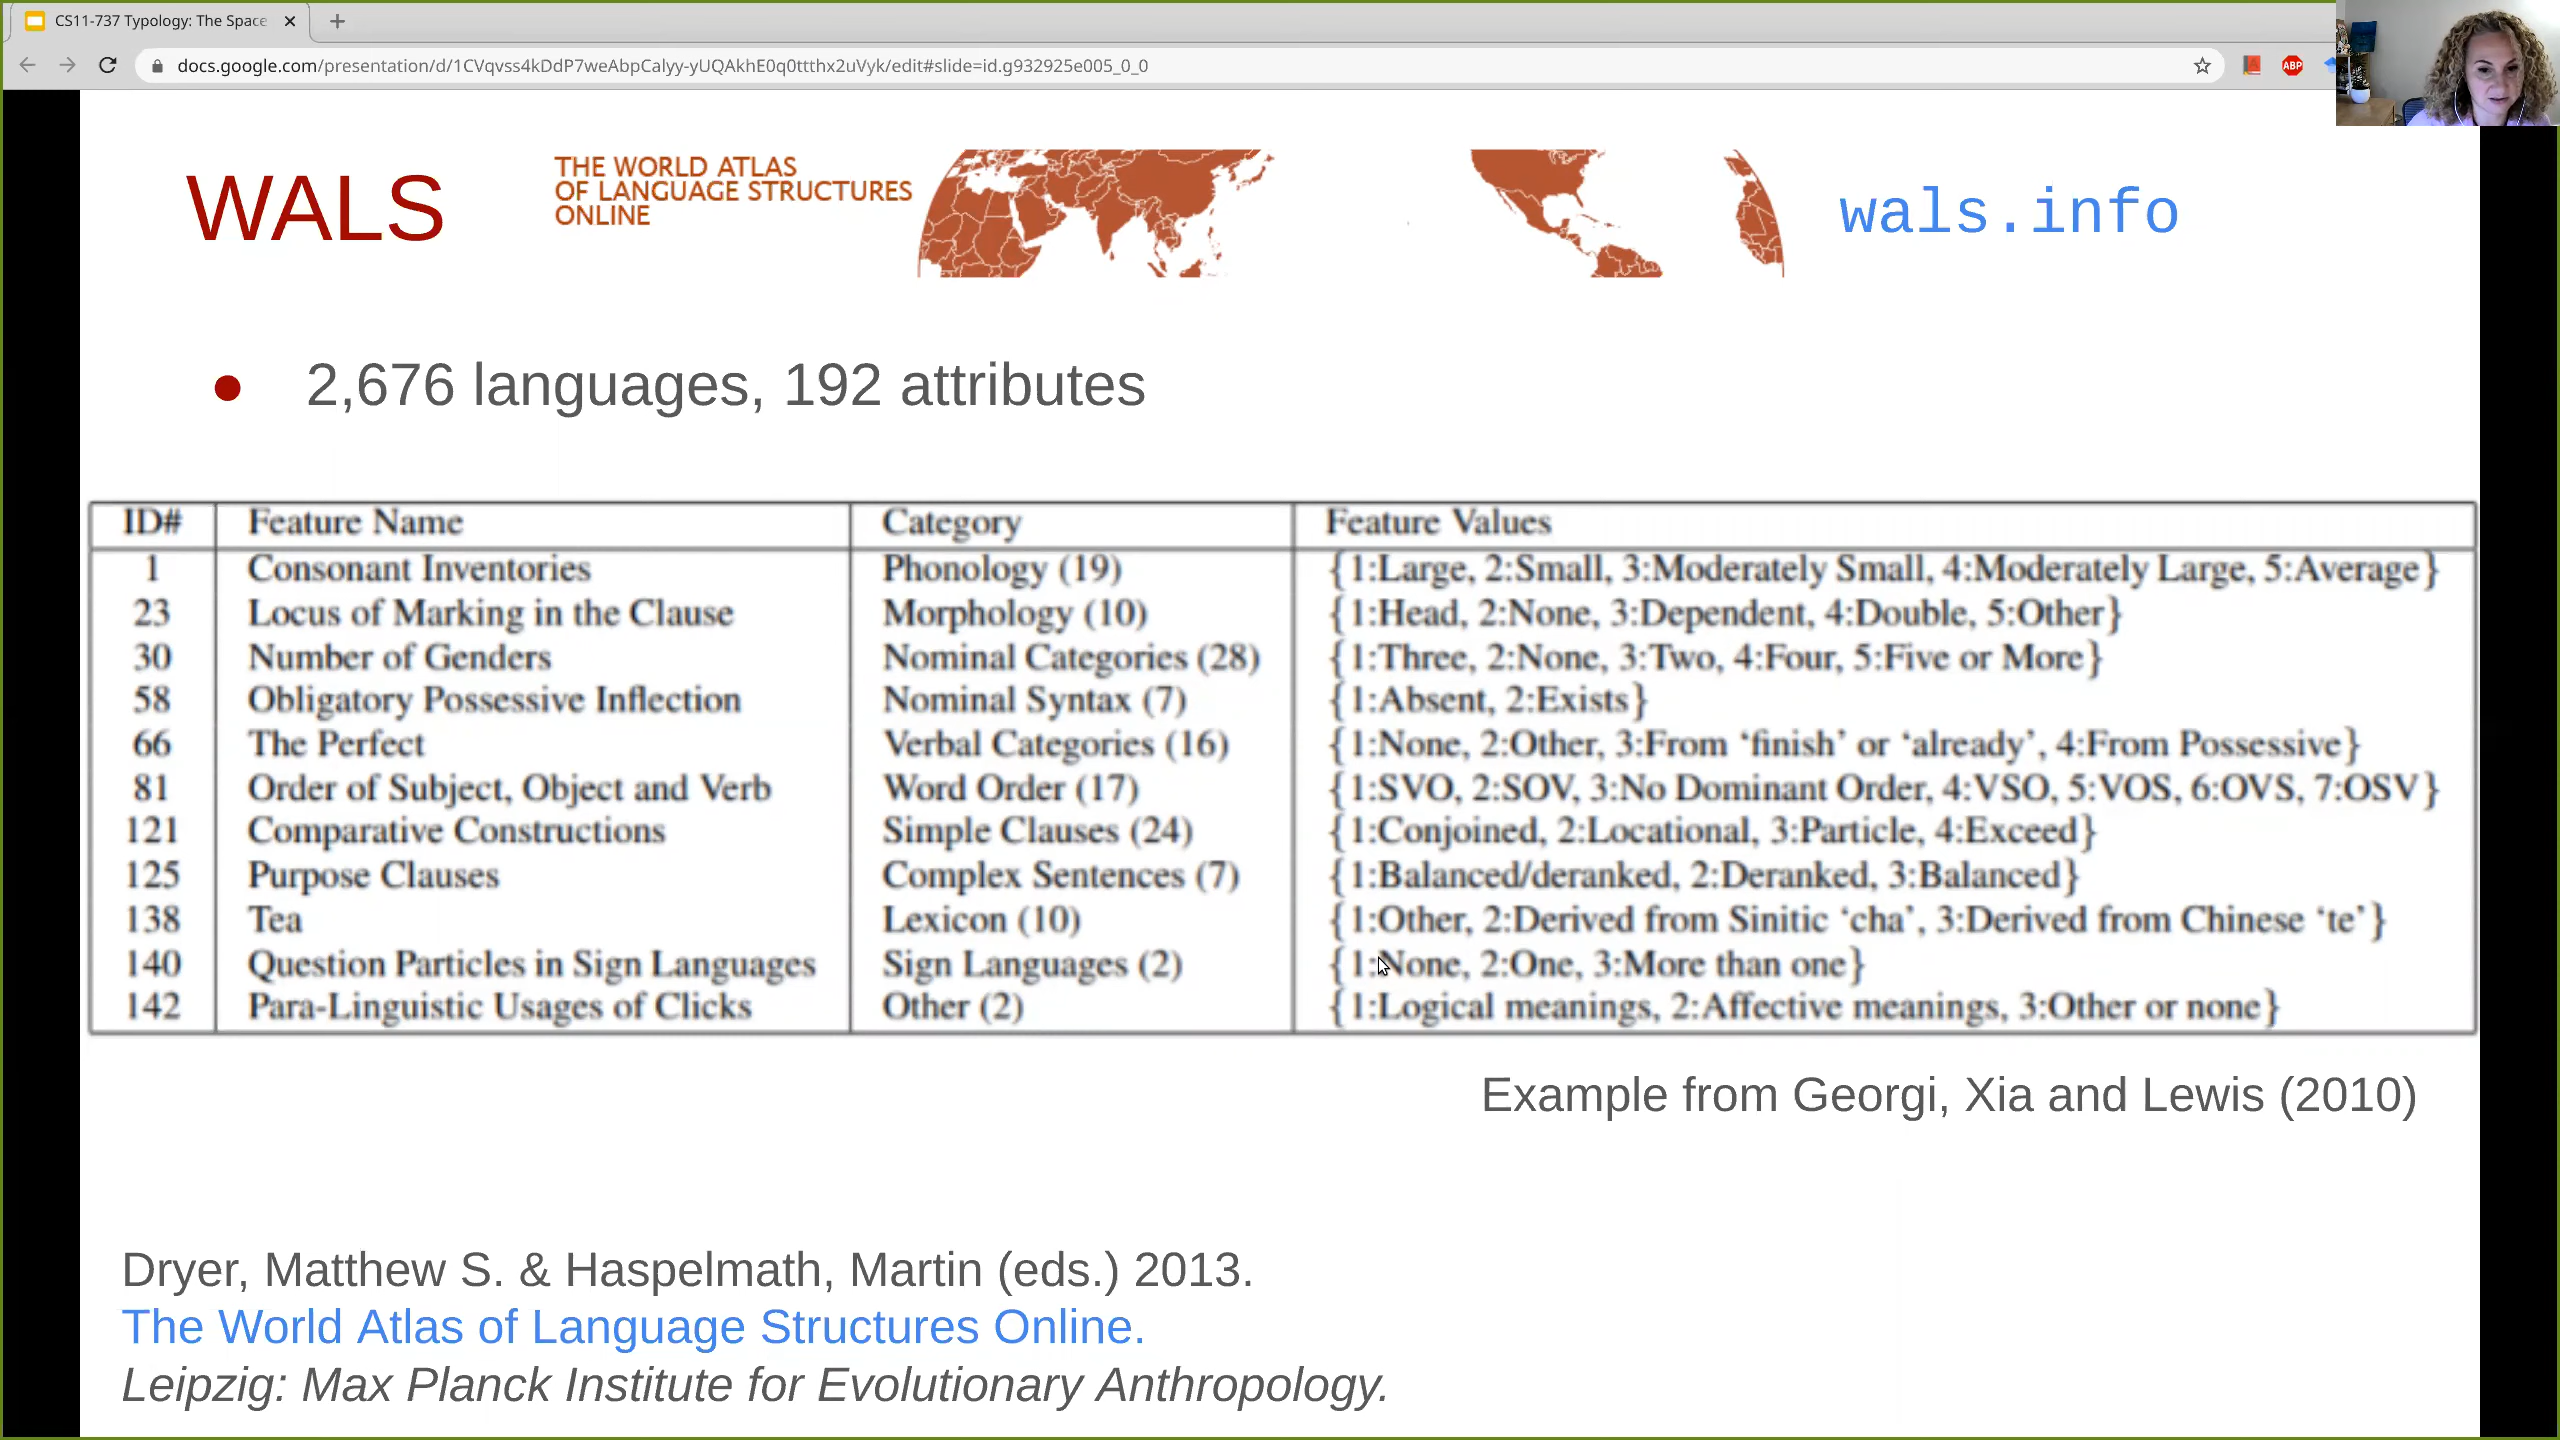 CS11-737 Typology: The Space
docs.google.com/presentation/d/1CVqvss4kDdP7weAbpCalyy-yUQAkhE0q0ttthx2uVyk/edit#slide=id.g932925e005_0_0
ABP
WALS
THE WORLD ATLAS
OF LANGUAGE STRUCTURES
ONLINE
wals.info
● 2,676 languages, 192 attributes
ID# Feature Name Category Feature Values
1 Consonant Inventories Phonology (19) {1:Large, 2:Small, 3:Moderately Small, 4:Moderately Large, 5:Average}
23 Locus of Marking in the Clause Morphology (10) {1:Head, 2:None, 3:Dependent, 4:Double, 5:Other}
30 Number of Genders Nominal Categories (28) {1:Three, 2:None, 3:Two, 4:Four, 5:Five or More}
58 Obligatory Possessive Inflection Nominal Syntax (7) {1:Absent, 2:Exists}
66 The Perfect Verbal Categories (16) {1:None, 2:Other, 3:From ‘finish’ or ‘already’, 4:From Possessive}
81 Order of Subject, Object and Verb Word Order (17) {1:SVO, 2:SOV, 3:No Dominant Order, 4:VSO, 5:VOS, 6:OVS, 7:OSV}
121 Comparative Constructions Simple Clauses (24) {1:Conjoined, 2:Locational, 3:Particle, 4:Exceed}
125 Purpose Clauses Complex Sentences (7) {1:Balanced/deranked, 2:Deranked, 3:Balanced}
138 Tea Lexicon (10) {1:Other, 2:Derived from Sinitic ‘cha’, 3:Derived from Chinese ‘te’}
140 Question Particles in Sign Languages Sign Languages (2) {1:None, 2:One, 3:More than one}
142 Para-Linguistic Usages of Clicks Other (2) {1:Logical meanings, 2:Affective meanings, 3:Other or none}
Example from Georgi, Xia and Lewis (2010)
Dryer, Matthew S. & Haspelmath, Martin (eds.) 2013.
The World Atlas of Language Structures Online.
Leipzig: Max Planck Institute for Evolutionary Anthropology.